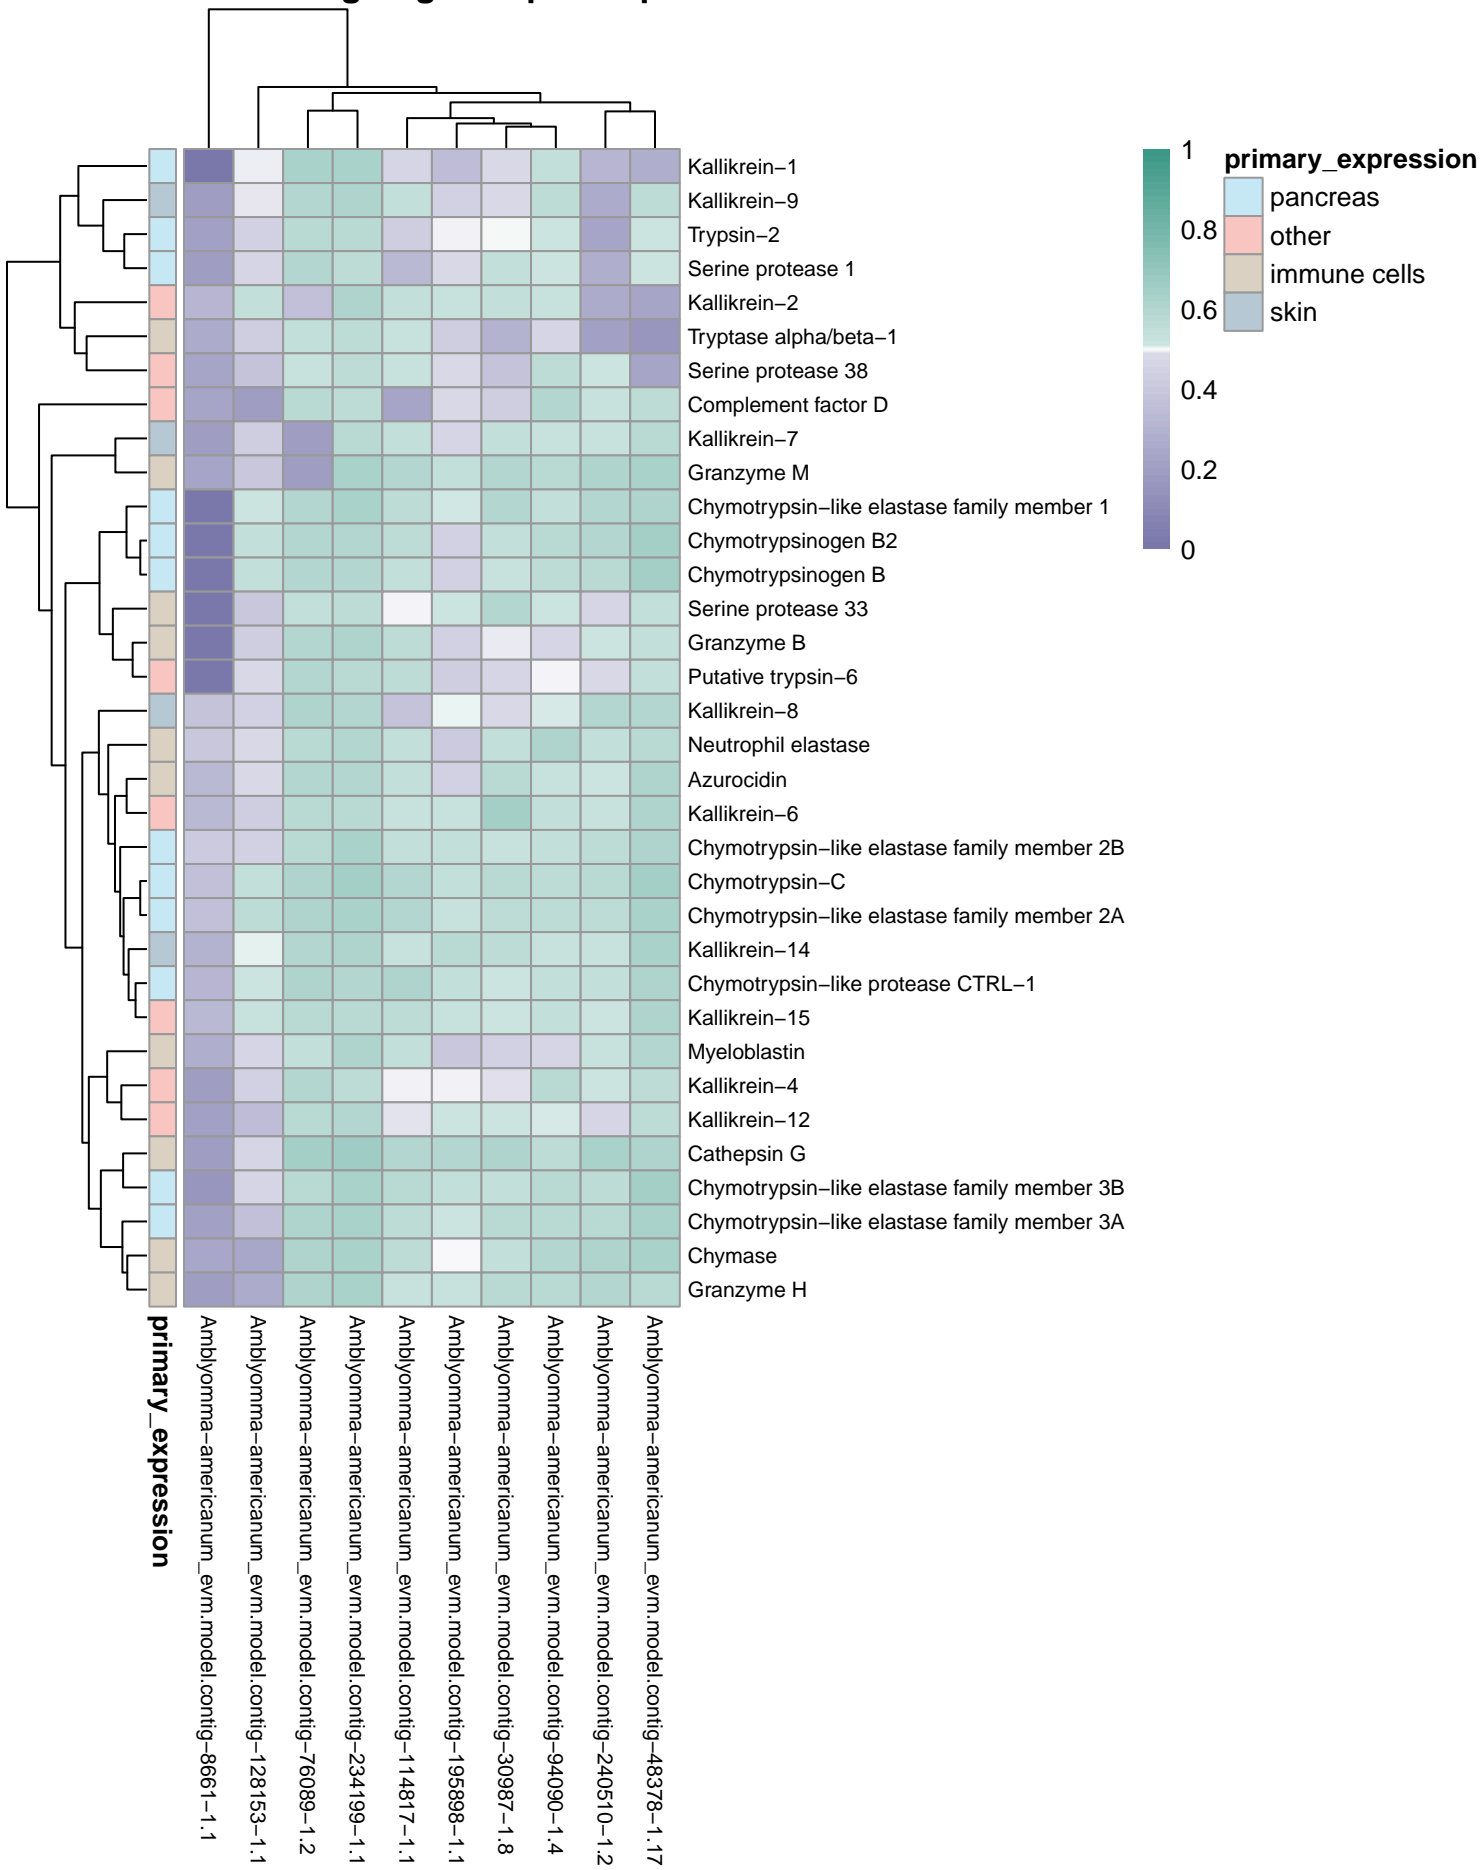 Kallikrein−1
Kallikrein−9
Trypsin−2
Serine protease 1
Kallikrein−2
Tryptase alpha/beta−1
Serine protease 38
Complement factor D
Kallikrein−7
Granzyme M
Chymotrypsin−like elastase family member 1
Chymotrypsinogen B2
Chymotrypsinogen B
Serine protease 33
Granzyme B
Putative trypsin−6
Kallikrein−8
Neutrophil elastase
Azurocidin
Kallikrein−6
Chymotrypsin−like elastase family member 2B
Chymotrypsin−C
Chymotrypsin−like elastase family member 2A
Kallikrein−14
Chymotrypsin−like protease CTRL−1
Kallikrein−15
Myeloblastin
Kallikrein−4
Kallikrein−12
Cathepsin G
Chymotrypsin−like elastase family member 3B
Chymotrypsin−like elastase family member 3A
Chymase
Granzyme H
1
0.8
0.6
0.4
0.2
0
primary_expression
pancreas
other
immune cells
skin
primary_expression
Amblyomma−americanum_evm.model.contig−8661−1.1
Amblyomma−americanum_evm.model.contig−128153−1.1
Amblyomma−americanum_evm.model.contig−76089−1.2
Amblyomma−americanum_evm.model.contig−234199−1.1
Amblyomma−americanum_evm.model.contig−114817−1.1
Amblyomma−americanum_evm.model.contig−195898−1.1
Amblyomma−americanum_evm.model.contig−30987−1.8
Amblyomma−americanum_evm.model.contig−94090−1.4
Amblyomma−americanum_evm.model.contig−240510−1.2
Amblyomma−americanum_evm.model.contig−48378−1.17